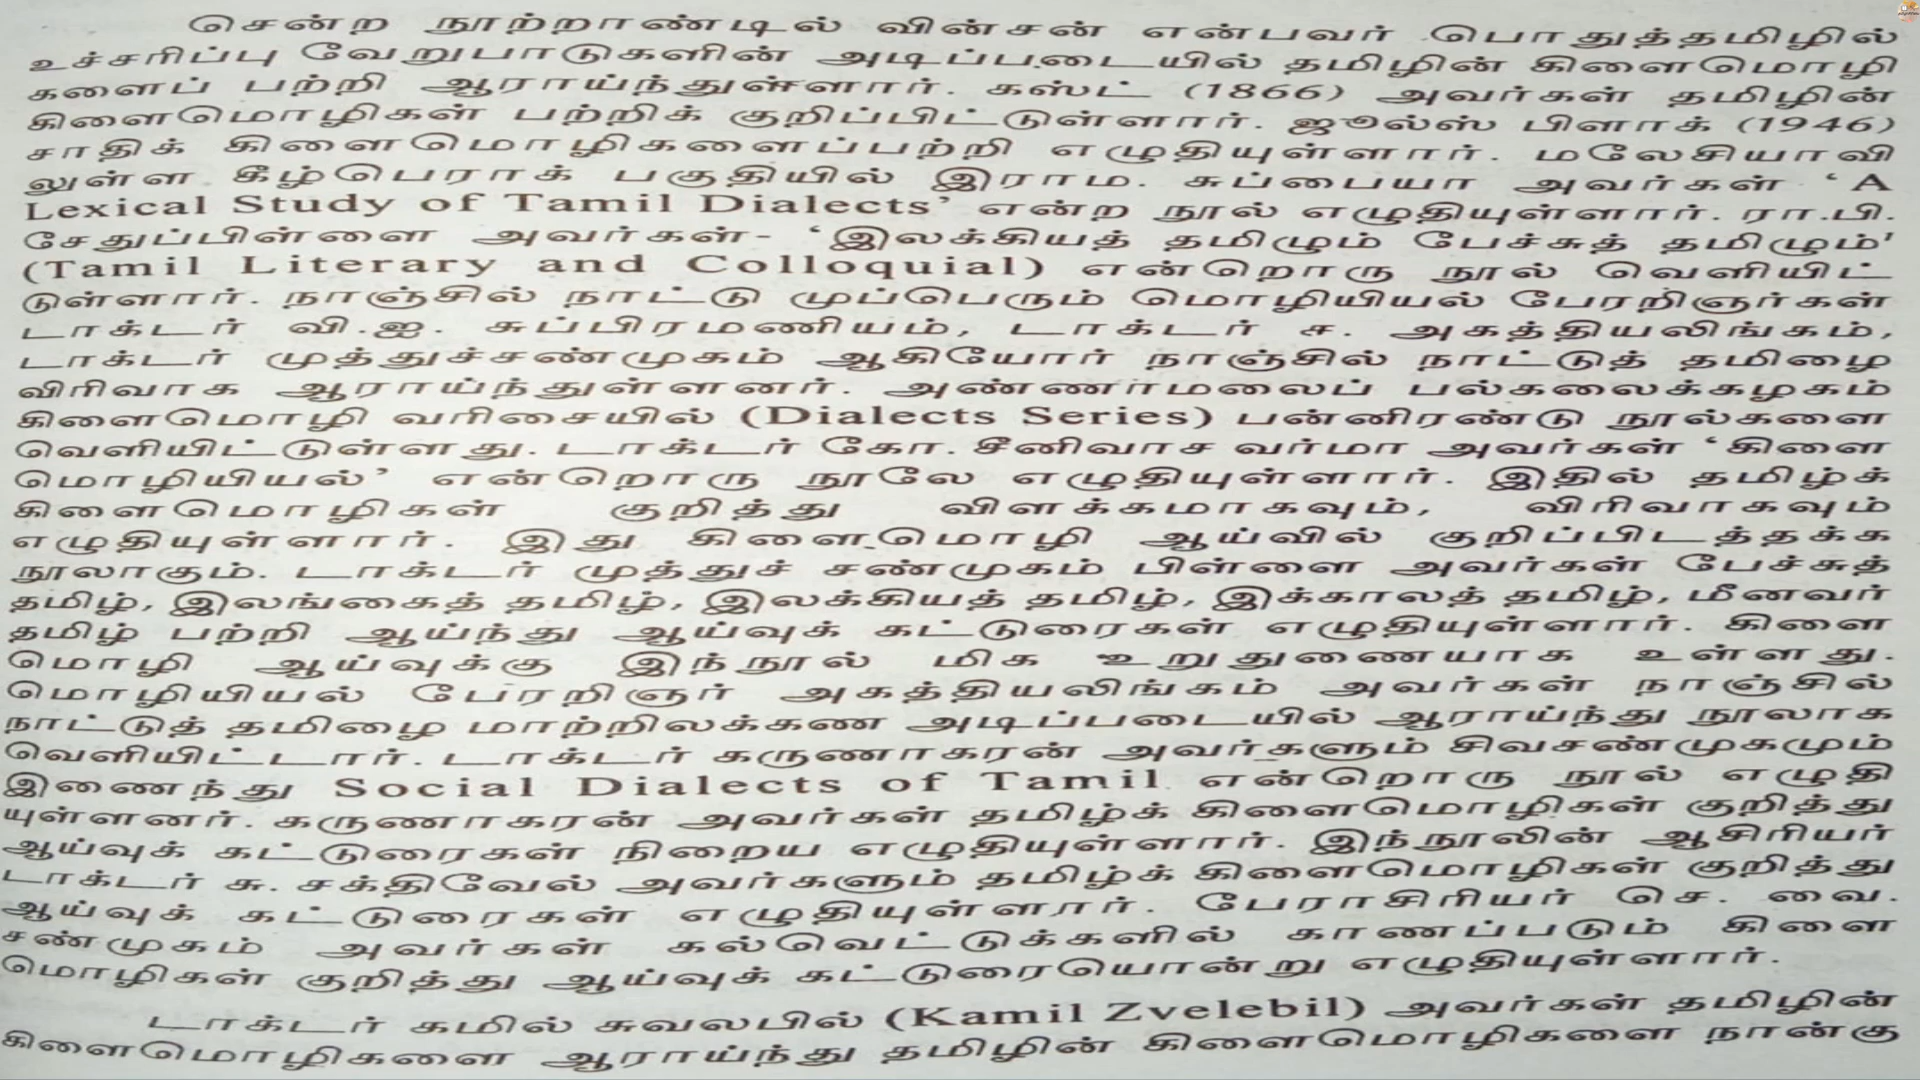 சென்ற நூற்றாண்டில் வின்சன் என்பவர் பொதுத்தமிழில்
உச்சரிப்பு வேறுபாடுகளின் அடிப்படையில் தமிழின் கிளைமொழி
களைப் பற்றி ஆராய்ந்துள்ளார். கஸ்ட் (1866) அவர்கள் தமிழின்
கிளைமொழிகள் பற்றிக் குறிப்பிட்டுள்ளார். ஜூல்ஸ் பிளாக் (1946)
சாதிக் கிளைமொழிகளைப்பற்றி எழுதியுள்ளார். மலேசியாவி
லுள்ள கீழ்பெராக் பகுதியில் இராம. சுப்பையா அவர்கள் ‘A
Lexical Study of Tamil Dialects’ என்ற நூல் எழுதியுள்ளார். ரா.பி.
சேதுப்பிள்ளை அவர்கள்- ‘இலக்கியத் தமிழும் பேச்சுத் தமிழும்'
(Tamil Literary and Colloquial) என்றொரு நூல் வெளியிட்
டுள்ளார். நாஞ்சில் நாட்டு முப்பெரும் மொழியியல் பேரறிஞர்கள்
டாக்டர் வி.ஐ. சுப்பிரமணியம், டாக்டர் ச. அகத்தியலிங்கம்,
டாக்டர் முத்துச்சண்முகம் ஆகியோர் நாஞ்சில் நாட்டுத் தமிழை
விரிவாக ஆராய்ந்துள்ளனர். அண்ணாமலைப் பல்கலைக்கழகம்
கிளைமொழி வரிசையில் (Dialects Series) பன்னிரண்டு நூல்களை
வெளியிட்டுள்ளது. டாக்டர் கோ. சீனிவாச வர்மா அவர்கள் ‘கிளை
மொழியியல்’ என்றொரு நூலே எழுதியுள்ளார். இதில் தமிழ்க்
கிளைமொழிகள் குறித்து விளக்கமாகவும், விரிவாகவும்
எழுதியுள்ளார். இது கிளைமொழி ஆய்வில் குறிப்பிடத்தக்க
நூலாகும். டாக்டர் முத்துச் சண்முகம் பிள்ளை அவர்கள் பேச்சுத்
தமிழ், இலங்கைத் தமிழ், இலக்கியத் தமிழ், இக்காலத் தமிழ், மீனவர்
தமிழ் பற்றி ஆய்ந்து ஆய்வுக் கட்டுரைகள் எழுதியுள்ளார். கிளை
மொழி ஆய்வுக்கு இந்நூல் மிக உறுதுணையாக உள்ளது.
மொழியியல் பேரறிஞர் அகத்தியலிங்கம் அவர்கள் நாஞ்சில்
நாட்டுத் தமிழை மாற்றிலக்கண அடிப்படையில் ஆராய்ந்து நூலாக
வெளியிட்டார். டாக்டர் கருணாகரன் அவர்களும் சிவசண்முகமும்
இணைந்து Social Dialects of Tamil என்றொரு நூல் எழுதி
யுள்ளனர். கருணாகரன் அவர்கள் தமிழ்க் கிளைமொழிகள் குறித்து
ஆய்வுக் கட்டுரைகள் நிறைய எழுதியுள்ளார். இந்நூலின் ஆசிரியர்
டாக்டர் சு. சக்திவேல் அவர்களும் தமிழ்க் கிளைமொழிகள் குறித்து
ஆய்வுக் கட்டுரைகள் எழுதியுள்ளார். பேராசிரியர் செ. வை.
சண்முகம் அவர்கள் கல்வெட்டுக்களில் காணப்படும் கிளை
மொழிகள் குறித்து ஆய்வுக் கட்டுரையொன்று எழுதியுள்ளார்.
டாக்டர் கமில் சுவலபில் (Kamil Zvelebil) அவர்கள் தமிழின்
கிளைமொழிகளை ஆராய்ந்து தமிழின் கிளைமொழிகளை நான்கு